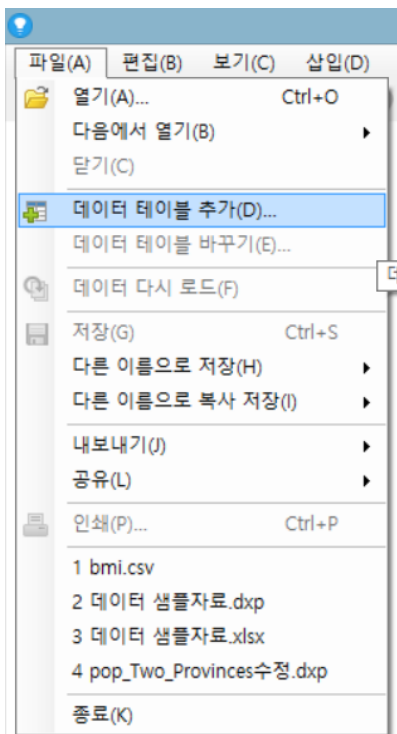 파일(A) 편집(B) 보기(C) 삽입(D)
열기(A)... Ctrl+O
다음에서 열기(B)
닫기(C)
데이터 테이블 추가(D)...
데이터 테이블 바꾸기(E)...
데이터 다시 로드(F)
저장(G) Ctrl+S
다른 이름으로 저장(H)
다른 이름으로 복사 저장(I)
내보내기(J)
공유(L)
인쇄(P)... Ctrl+P
1 bmi.csv
2 데이터 샘플자료.dxp
3 데이터 샘플자료.xlsx
4 pop_Two_Provinces수정.dxp
종료(K)